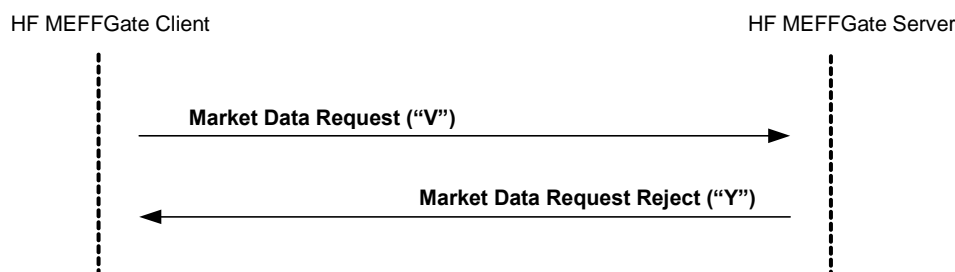 HF MEFFGate Client
HF MEFFGate Server
Market Data Request (“V”)
Market Data Request Reject (“Y”)